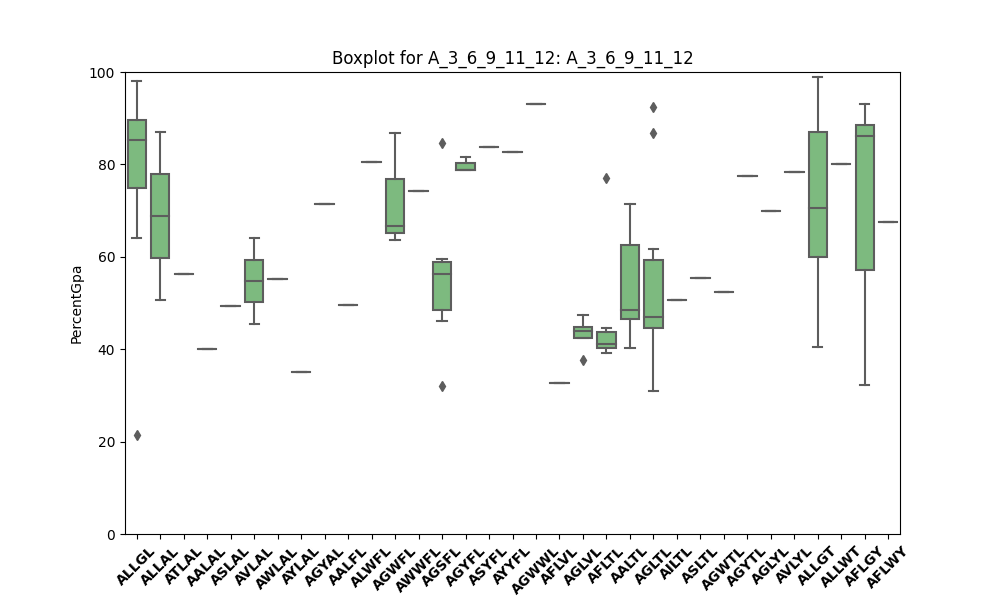 Boxplot for A_3_6_9_11_12: A_3_6_9_11_12
100
80
60
40
20
0
PercentGpa
ALLGL
ALLAL
ATLAL
AALAL
ASLAL
AVLAL
AWLAL
AYLAL
AGYAL
AALFL
ALWFL
AGWFL
AWWFL
AGSFL
AGYFL
ASYFL
AYYFL
AGWWL
AFLVL
AGLVL
AFLTL
AALTL
AGLTL
AILTL
ASLTL
AGWTL
AGYTL
AGLYL
AVLYL
ALLGT
ALLWT
AFLGY
AFLWY